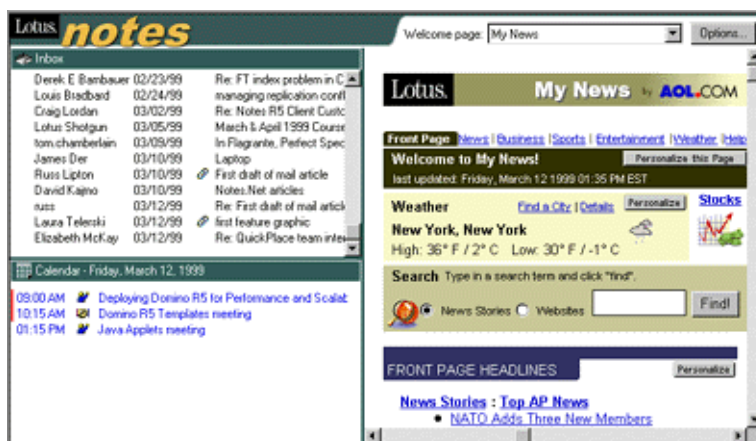 Lotus. notes
Welcome page: My News Options...
Inbox
Derek E Bambauer 02/23/99 Re: FT index problem in C
Louis Bradbard 02/24/99 managing replication confl
Craig Lordan 03/02/99 Re: Notes R5 Client Custo
Lotus Shotgun 03/05/99 March & April 1999 Course
tom.chamberlain 03/09/99 In Flagrante, Perfect Spec
James Der 03/10/99 Laptop
Russ Lipton 03/10/99 First draft of mail article
David Kajmo 03/10/99 Notes.Net articles
russ 03/12/99 Re: First draft of mail articl
Laura Telerski 03/12/99 first feature graphic
Elizabeth McKay 03/12/99 Re: QuickPlace team inte
Calendar - Friday, March 12, 1999
09:00 AM Deploying Domino R5 for Performance and Scalab
10:15 AM Domino R5 Templates meeting
01:15 PM Java Applets meeting
Lotus. My News by AOL.COM
Front Page News | Business | Sports | Entertainment | Weather | Help
Welcome to My News! Personalize this Page
last updated: Friday, March 12 1999 01:35 PM EST
Weather Find a City | Details Personalize Stocks
New York, New York
High: 36° F / 2° C Low: 30° F / -1° C
Search Type in a search term and click "find".
News Stories Websites Find!
FRONT PAGE HEADLINES Personalize
News Stories : Top AP News
NATO Adds Three New Members